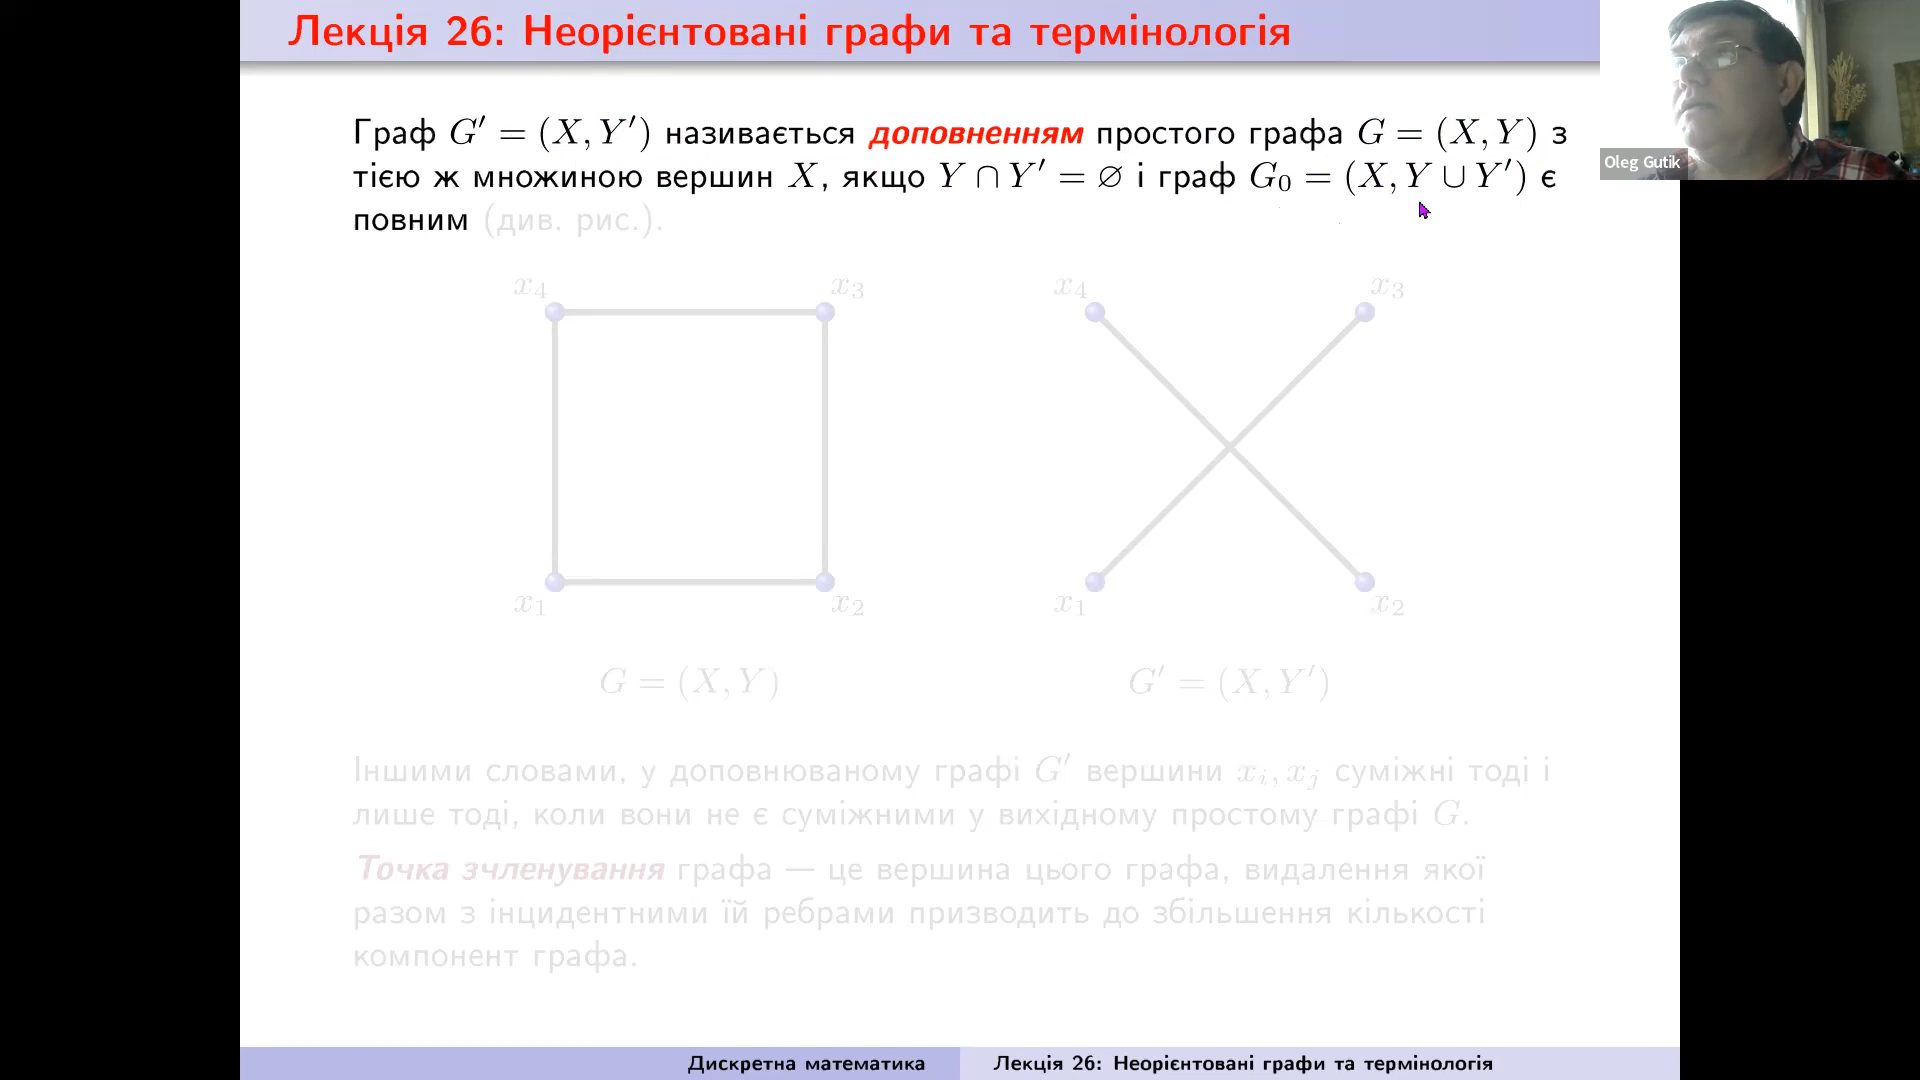 Лекція 26: Неорієнтовані графи та термінологія
Oleg Gutik
Граф G′ = (X, Y′) називається доповненням простого графа G = (X, Y) з
тією ж множиною вершин X, якщо Y ∩ Y′ = ∅ і граф G₀ = (X, Y ∪ Y′) є
повним (див. рис.).
x₄ x₃ x₄ x₃
x₁ x₂ x₁ x₂
G = (X, Y) G′ = (X, Y′)
Іншими словами, у доповнюваному графі G′ вершини xᵢ, xⱼ суміжні тоді і
лише тоді, коли вони не є суміжними у вихідному простому графі G.
Точка зчленування графа — це вершина цього графа, видалення якої
разом з інцидентними їй ребрами призводить до збільшення кількості
компонент графа.
Дискретна математика Лекція 26: Неорієнтовані графи та термінологія